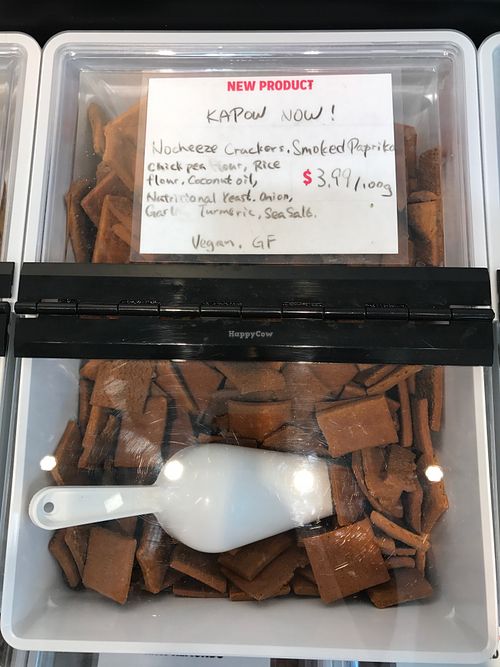 NEW PRODUCT
KAPOW NOW!
Nocheeze Crackers. Smoked Paprika
chickpea flour, Rice
flour, Coconut oil,
$3.99/100g
Nutritional Yeast. Onion,
Garlic Turmeric, Sea Salt.
Vegan. GF
HappyCow